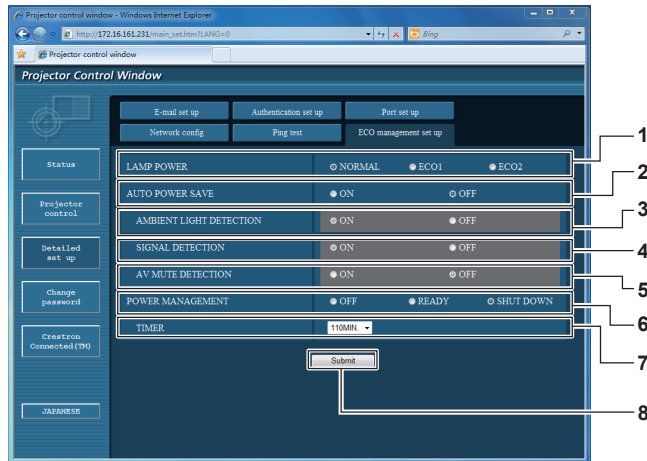 Projector control window - Windows Internet Explorer
http://172.16.161.231/main_set.htm?LANG=0
Bing
Projector control window
Projector Control Window
E-mail set up
Authentication set up
Port set up
Network config
Ping test
ECO management set up
Status
Projector control
Detailed set up
Change password
Crestron Connected(TM)
JAPANESE
LAMP POWER NORMAL ECO1 ECO2 1
AUTO POWER SAVE ON OFF 2
AMBIENT LIGHT DETECTION ON OFF 3
SIGNAL DETECTION ON OFF 4
AV MUTE DETECTION ON OFF 5
POWER MANAGEMENT OFF READY SHUT DOWN 6
TIMER 110MIN. 7
Submit 8